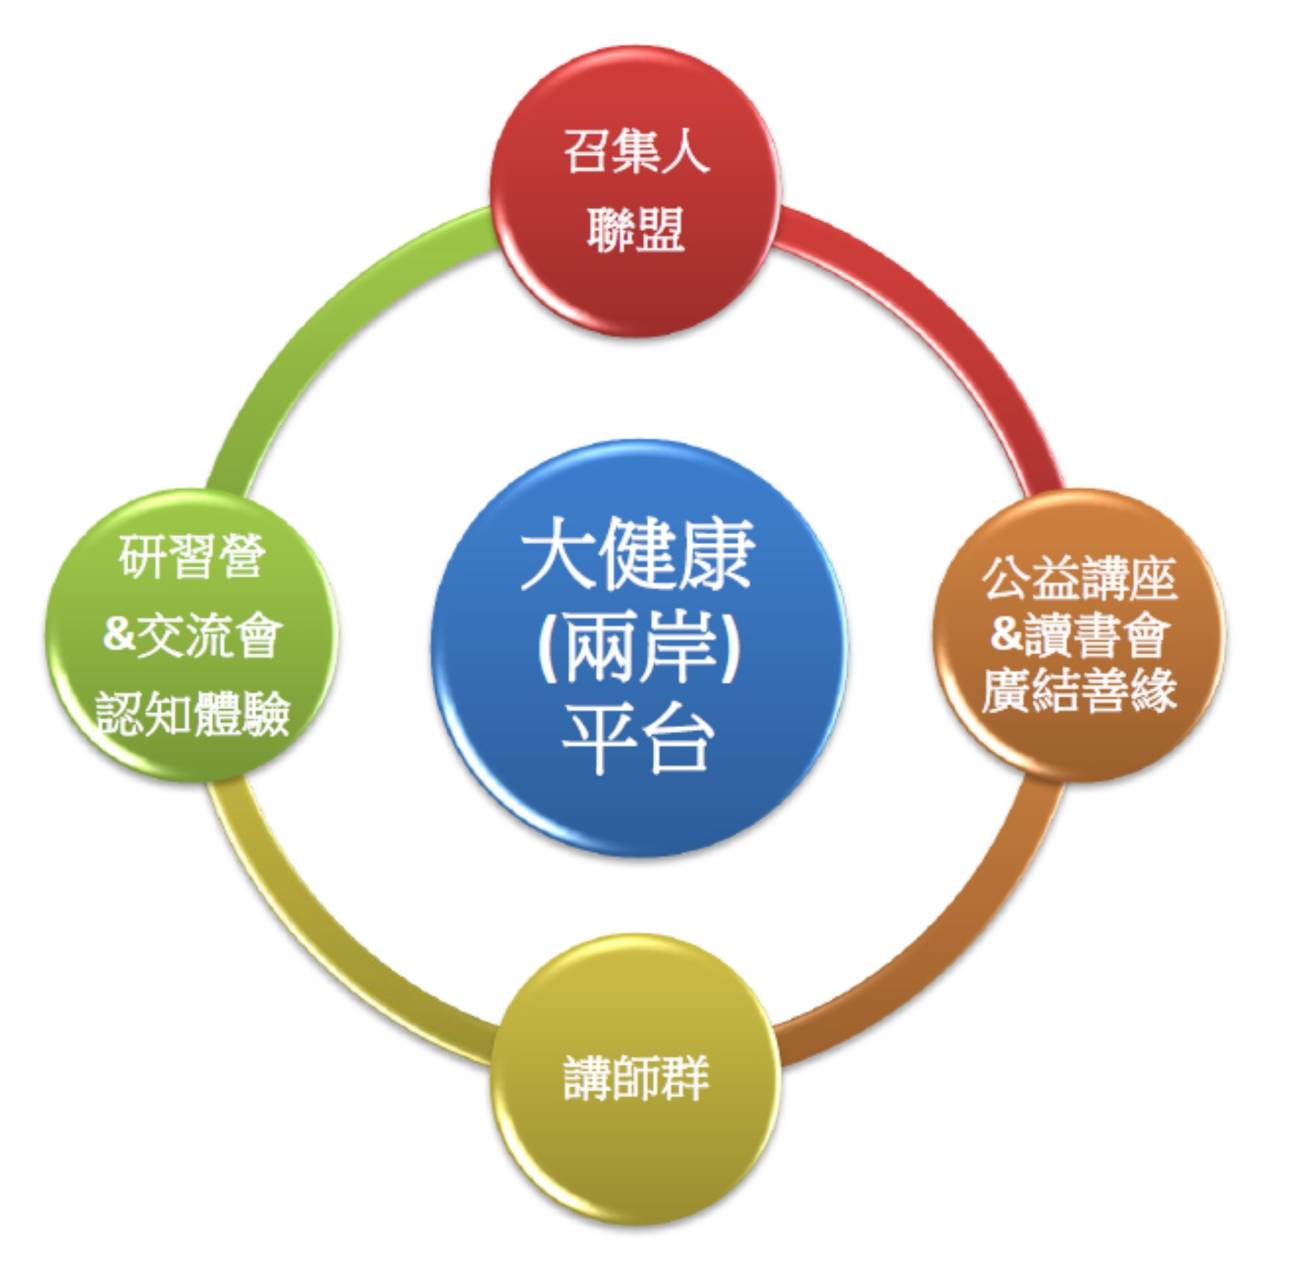 召集人
聯盟
大健康
(兩岸)
平台
公益講座
&讀書會
廣結善緣
講師群
研習營
&交流會
認知體驗